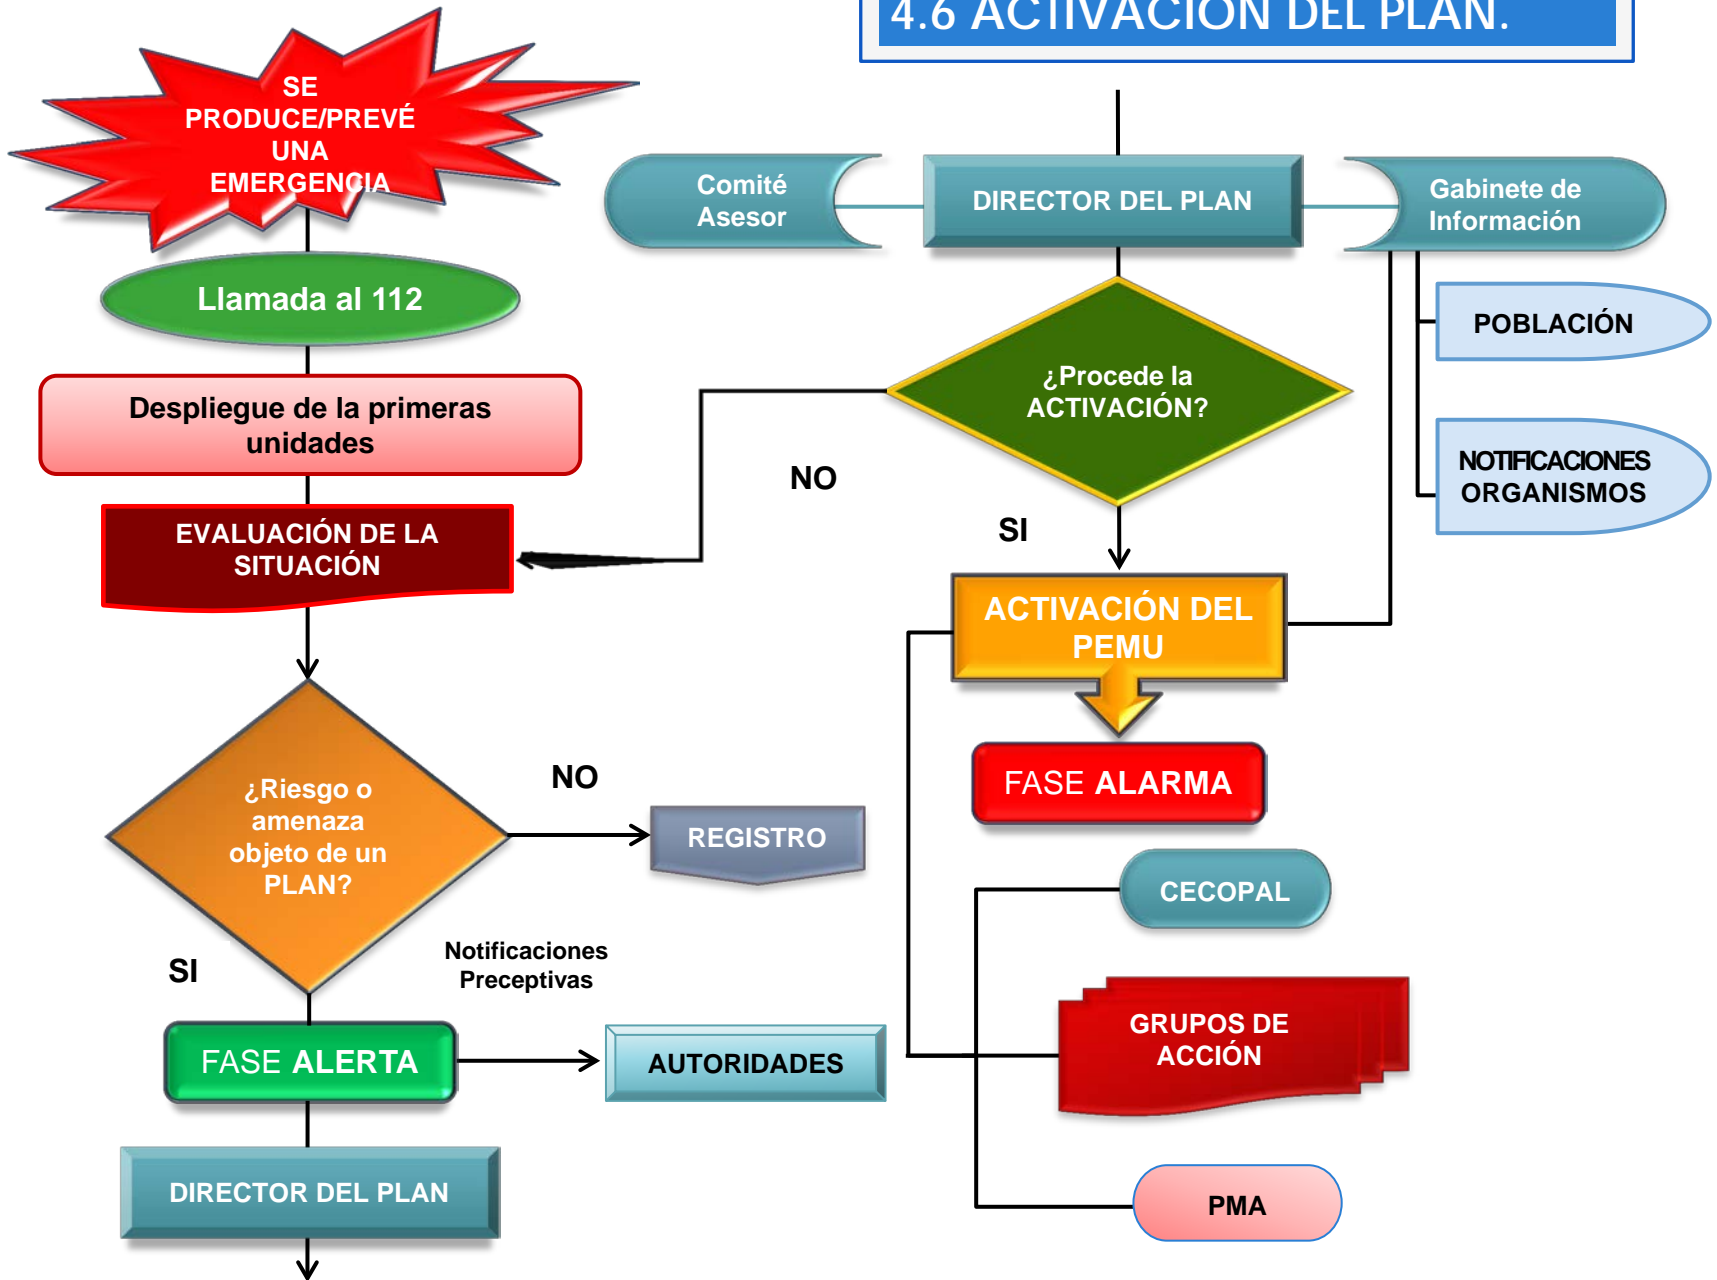 4.6 ACTIVACIÓN DEL PLAN.
SE
PRODUCE/PREVÉ
UNA
EMERGENCIA
Llamada al 112
Despliegue de la primeras
unidades
EVALUACIÓN DE LA
SITUACIÓN
¿Riesgo o
amenaza
objeto de un
PLAN?
NO
REGISTRO
SI
Notificaciones
Preceptivas
FASE ALERTA
AUTORIDADES
DIRECTOR DEL PLAN
Comité
Asesor
DIRECTOR DEL PLAN
Gabinete de
Información
POBLACIÓN
NOTIFICACIONES
ORGANISMOS
¿Procede la
ACTIVACIÓN?
NO
SI
ACTIVACIÓN DEL
PEMU
FASE ALARMA
CECOPAL
GRUPOS DE
ACCIÓN
PMA